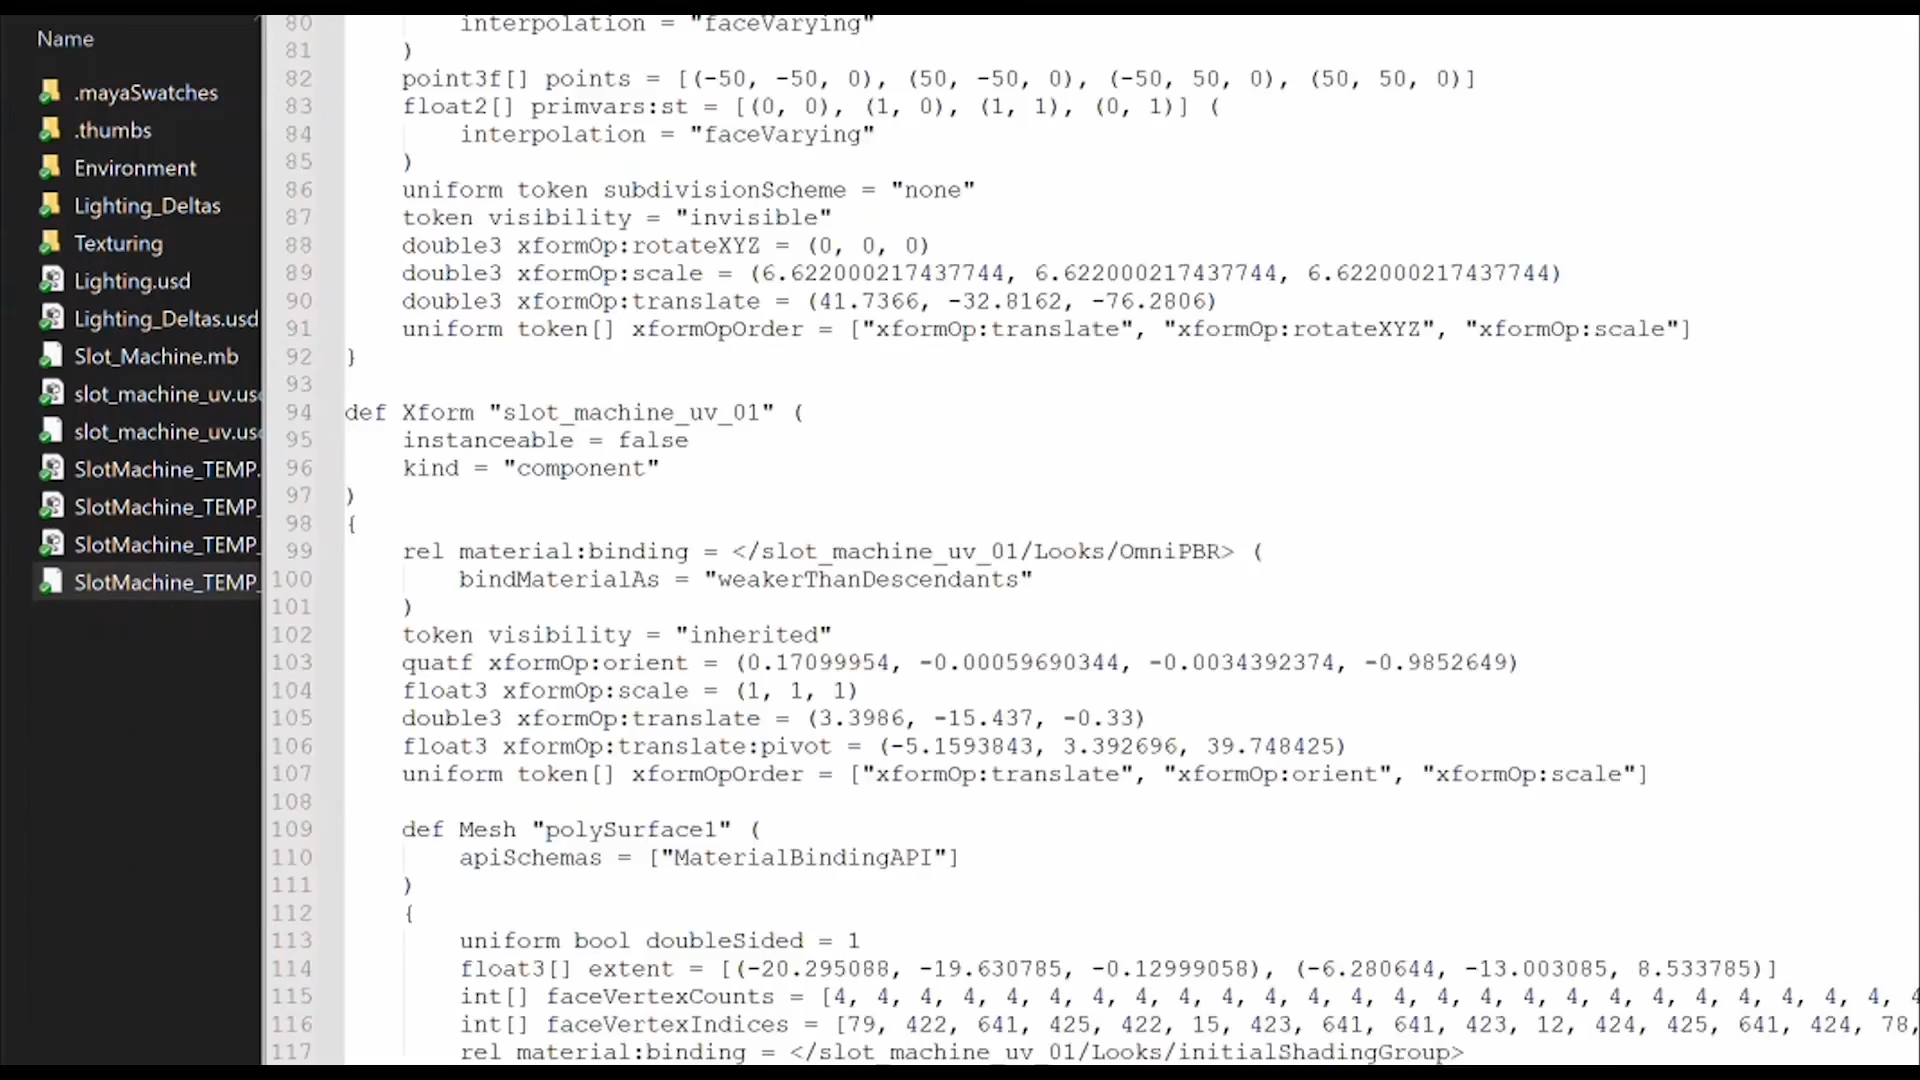 Name
.mayaSwatches
.thumbs
Environment
Lighting_Deltas
Texturing
Lighting.usd
Lighting_Deltas.usd
Slot_Machine.mb
slot_machine_uv.us
slot_machine_uv.us
SlotMachine_TEMP.
SlotMachine_TEMP_
SlotMachine_TEMP_
SlotMachine_TEMP_
80 interpolation = "faceVarying"
81 )
82 point3f[] points = [(-50, -50, 0), (50, -50, 0), (-50, 50, 0), (50, 50, 0)]
83 float2[] primvars:st = [(0, 0), (1, 0), (1, 1), (0, 1)] (
84 interpolation = "faceVarying"
85 )
86 uniform token subdivisionScheme = "none"
87 token visibility = "invisible"
88 double3 xformOp:rotateXYZ = (0, 0, 0)
89 double3 xformOp:scale = (6.622000217437744, 6.622000217437744, 6.622000217437744)
90 double3 xformOp:translate = (41.7366, -32.8162, -76.2806)
91 uniform token[] xformOpOrder = ["xformOp:translate", "xformOp:rotateXYZ", "xformOp:scale"]
92 }
93
94 def Xform "slot_machine_uv_01" (
95 instanceable = false
96 kind = "component"
97 )
98 {
99 rel material:binding = </slot_machine_uv_01/Looks/OmniPBR> (
100 bindMaterialAs = "weakerThanDescendants"
101 )
102 token visibility = "inherited"
103 quatf xformOp:orient = (0.17099954, -0.00059690344, -0.0034392374, -0.9852649)
104 float3 xformOp:scale = (1, 1, 1)
105 double3 xformOp:translate = (3.3986, -15.437, -0.33)
106 float3 xformOp:translate:pivot = (-5.1593843, 3.392696, 39.748425)
107 uniform token[] xformOpOrder = ["xformOp:translate", "xformOp:orient", "xformOp:scale"]
108
109 def Mesh "polySurface1" (
110 apiSchemas = ["MaterialBindingAPI"]
111 )
112 {
113 uniform bool doubleSided = 1
114 float3[] extent = [(-20.295088, -19.630785, -0.12999058), (-6.280644, -13.003085, 8.533785)]
115 int[] faceVertexCounts = [4, 4, 4, 4, 4, 4, 4, 4, 4, 4, 4, 4, 4, 4, 4, 4, 4, 4, 4, 4, 4, 4, 4, 4, 4, 4, 4, 4, 4, 4, 4, 4, 4, 4, 4, 4, 4, 4
116 int[] faceVertexIndices = [79, 422, 641, 425, 422, 15, 423, 641, 641, 423, 12, 424, 425, 641, 424, 78,
117 rel material:binding = </slot_machine_uv_01/Looks/initialShadingGroup>